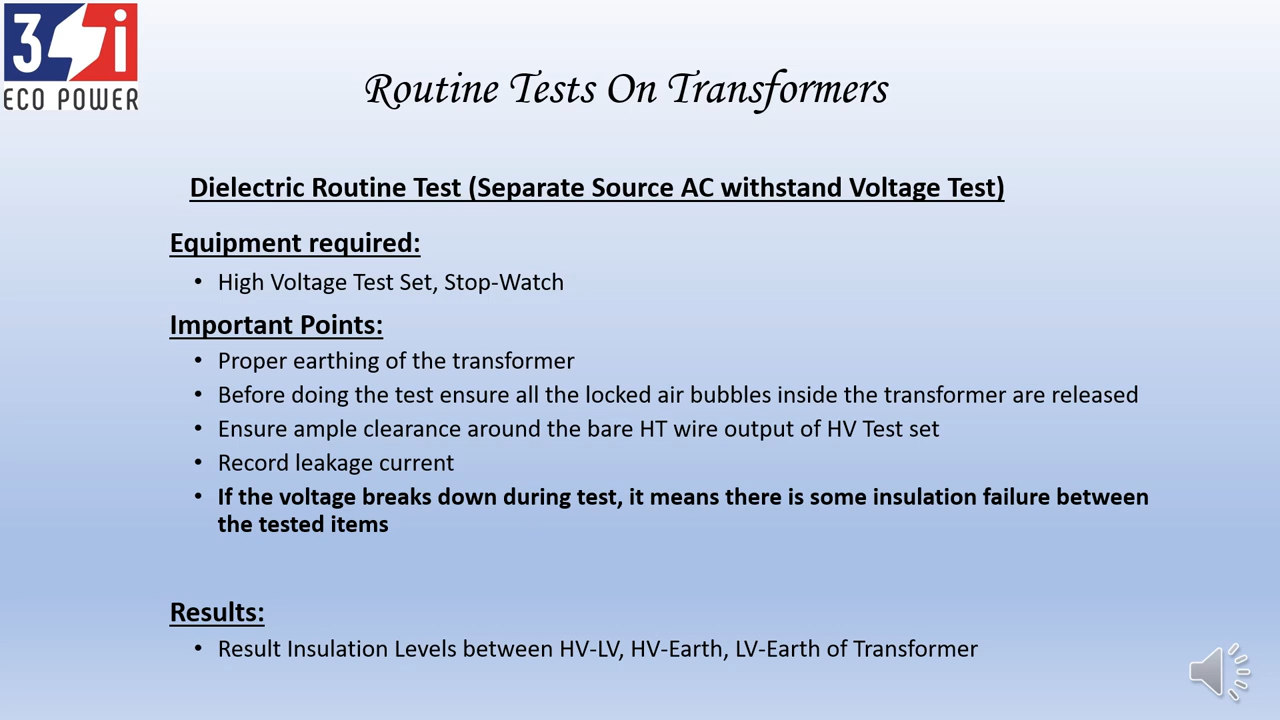 3 i
ECO POWER
Routine Tests On Transformers
Dielectric Routine Test (Separate Source AC withstand Voltage Test)
Equipment required:
• High Voltage Test Set, Stop-Watch
Important Points:
• Proper earthing of the transformer
• Before doing the test ensure all the locked air bubbles inside the transformer are released
• Ensure ample clearance around the bare HT wire output of HV Test set
• Record leakage current
• If the voltage breaks down during test, it means there is some insulation failure between
the tested items
Results:
• Result Insulation Levels between HV-LV, HV-Earth, LV-Earth of Transformer